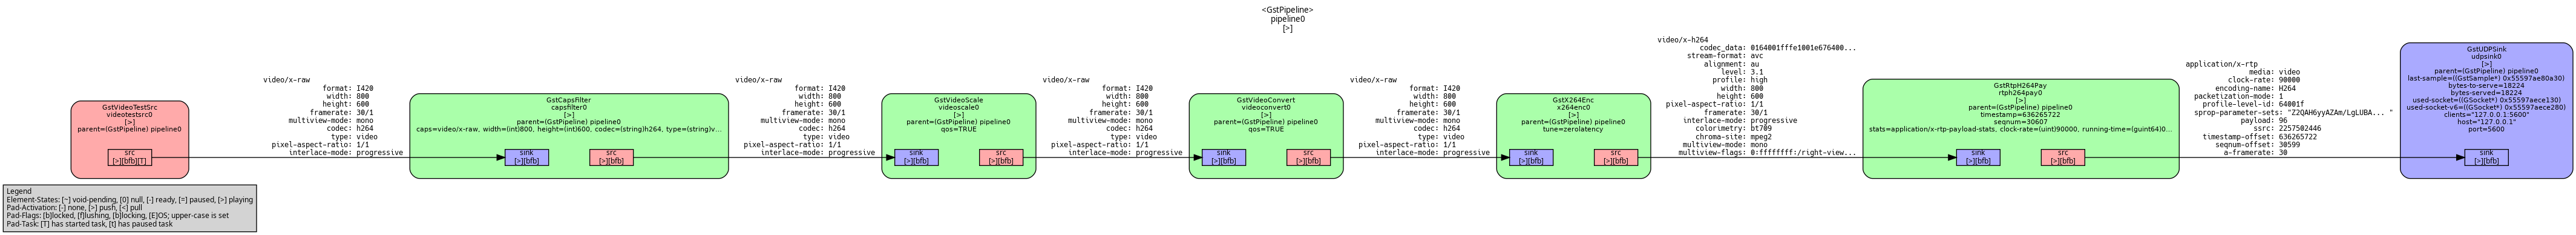 <GstPipeline>
pipeline0
[>]
GstVideoTestSrc
videotestsrc0
[>]
parent=(GstPipeline) pipeline0
src
[>][bfb][T]
video/x-raw
format: I420
width: 800
height: 600
framerate: 30/1
multiview-mode: mono
codec: h264
type: video
pixel-aspect-ratio: 1/1
interlace-mode: progressive
GstCapsFilter
capsfilter0
[>]
parent=(GstPipeline) pipeline0
caps=video/x-raw, width=(int)800, height=(int)600, codec=(string)h264, type=(string)v...
sink
[>][bfb]
src
[>][bfb]
video/x-raw
format: I420
width: 800
height: 600
framerate: 30/1
multiview-mode: mono
codec: h264
type: video
pixel-aspect-ratio: 1/1
interlace-mode: progressive
GstVideoScale
videoscale0
[>]
parent=(GstPipeline) pipeline0
qos=TRUE
sink
[>][bfb]
src
[>][bfb]
video/x-raw
format: I420
width: 800
height: 600
framerate: 30/1
multiview-mode: mono
codec: h264
type: video
pixel-aspect-ratio: 1/1
interlace-mode: progressive
GstVideoConvert
videoconvert0
[>]
parent=(GstPipeline) pipeline0
qos=TRUE
sink
[>][bfb]
src
[>][bfb]
video/x-raw
format: I420
width: 800
height: 600
framerate: 30/1
multiview-mode: mono
codec: h264
type: video
pixel-aspect-ratio: 1/1
interlace-mode: progressive
GstX264Enc
x264enc0
[>]
parent=(GstPipeline) pipeline0
tune=zerolatency
sink
[>][bfb]
src
[>][bfb]
video/x-h264
codec_data: 0164001fffe1001e676400...
stream-format: avc
alignment: au
level: 3.1
profile: high
width: 800
height: 600
pixel-aspect-ratio: 1/1
framerate: 30/1
interlace-mode: progressive
colorimetry: bt709
chroma-site: mpeg2
multiview-mode: mono
multiview-flags: 0:ffffffff:/right-view...
GstRtpH264Pay
rtph264pay0
[>]
parent=(GstPipeline) pipeline0
timestamp=636265722
seqnum=30607
stats=application/x-rtp-payload-stats, clock-rate=(uint)90000, running-time=(guint64)0...
sink
[>][bfb]
src
[>][bfb]
application/x-rtp
media: video
clock-rate: 90000
encoding-name: H264
packetization-mode: 1
profile-level-id: 64001f
sprop-parameter-sets: "Z2QAH6yyAZAm/LgLUBA... "
payload: 96
ssrc: 2257502446
timestamp-offset: 636265722
seqnum-offset: 30599
a-framerate: 30
GstUDPSink
udpsink0
[>]
parent=(GstPipeline) pipeline0
last-sample=((GstSample*) 0x55597ae80a30)
bytes-to-serve=18224
bytes-served=18224
used-socket=((GSocket*) 0x55597aece130)
used-socket-v6=((GSocket*) 0x55597aece280)
clients="127.0.0.1:5600"
host="127.0.0.1"
port=5600
sink
[>][bfb]
Legend
Element-States: [~] void-pending, [0] null, [-] ready, [=] paused, [>] playing
Pad-Activation: [-] none, [>] push, [<] pull
Pad-Flags: [b]locked, [f]lushing, [b]locking, [E]OS; upper-case is set
Pad-Task: [T] has started task, [t] has paused task